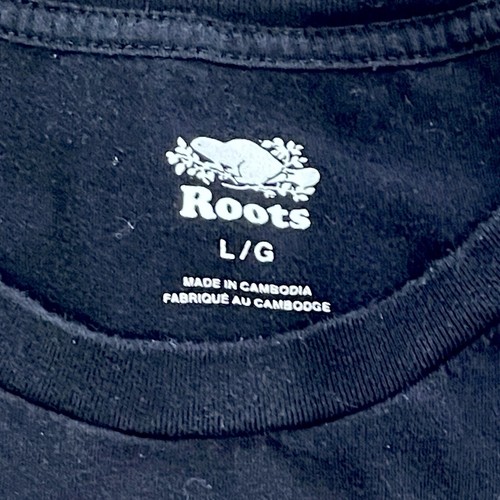 Roots
L/G
MADE IN CAMBODIA
FABRIQUÉ AU CAMBODGE